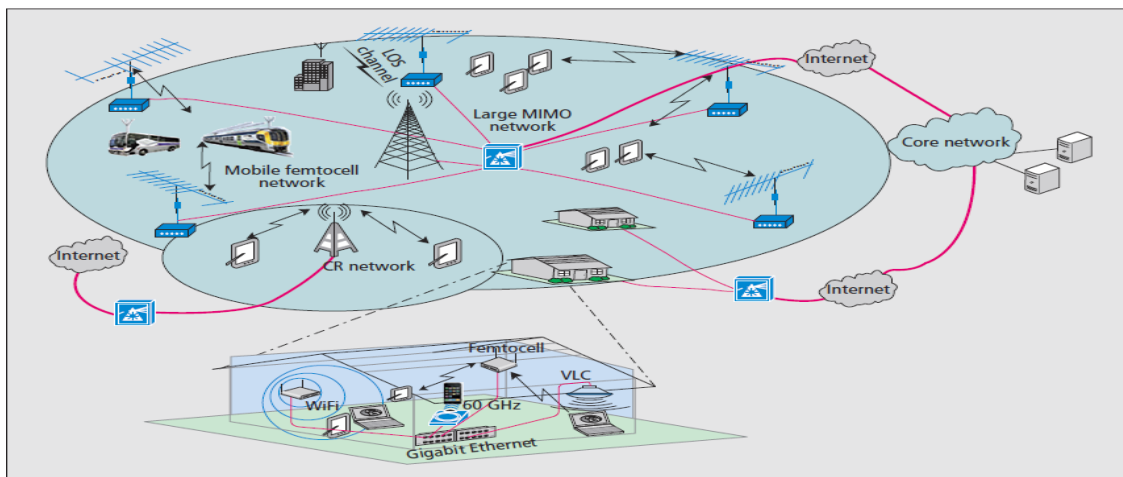 LOS
channel
Internet
Large MIMO
network
Core network
Mobile femtocell
network
Internet
CR network
Internet
Femtocell
VLC
WiFi
60 GHz
Gigabit Ethernet